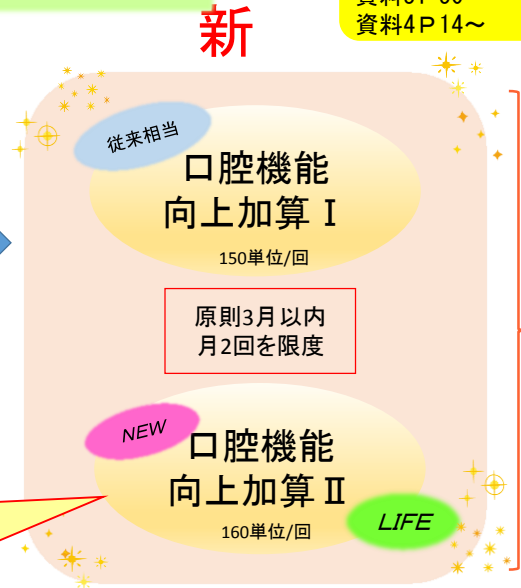 資料4P14～
新
従来相当
口腔機能
向上加算Ⅰ
150単位/回
原則3月以内
月2回を限度
NEW
口腔機能
向上加算Ⅱ
160単位/回
LIFE